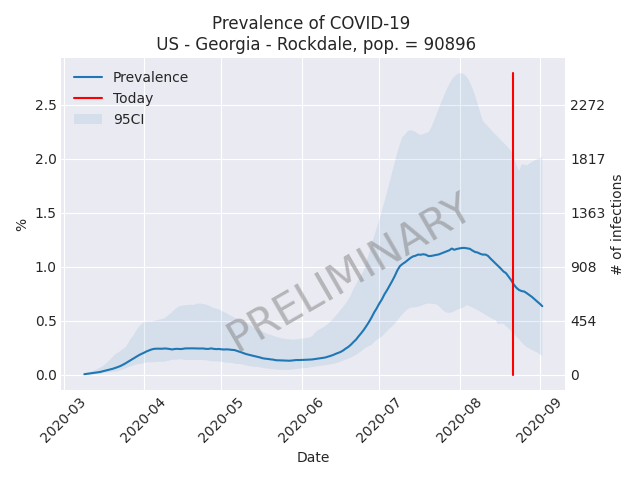 Prevalence of COVID-19
US - Georgia - Rockdale, pop. = 90896
Prevalence
Today
95CI
PRELIMINARY
%
2.5
2.0
1.5
1.0
0.5
0.0
2272
1817
1363
908
454
0
# of infections
2020-03
2020-04
2020-05
2020-06
2020-07
2020-08
2020-09
Date